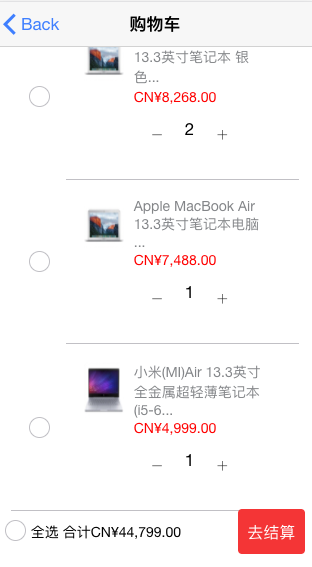 Back
购物车
13.3英寸笔记本 银
色...
CN¥8,268.00
2
Apple MacBook Air
13.3英寸笔记本电脑
...
CN¥7,488.00
1
小米(MI)Air 13.3英寸
全金属超轻薄笔记本
(i5-6...
CN¥4,999.00
1
全选 合计CN¥44,799.00
去结算